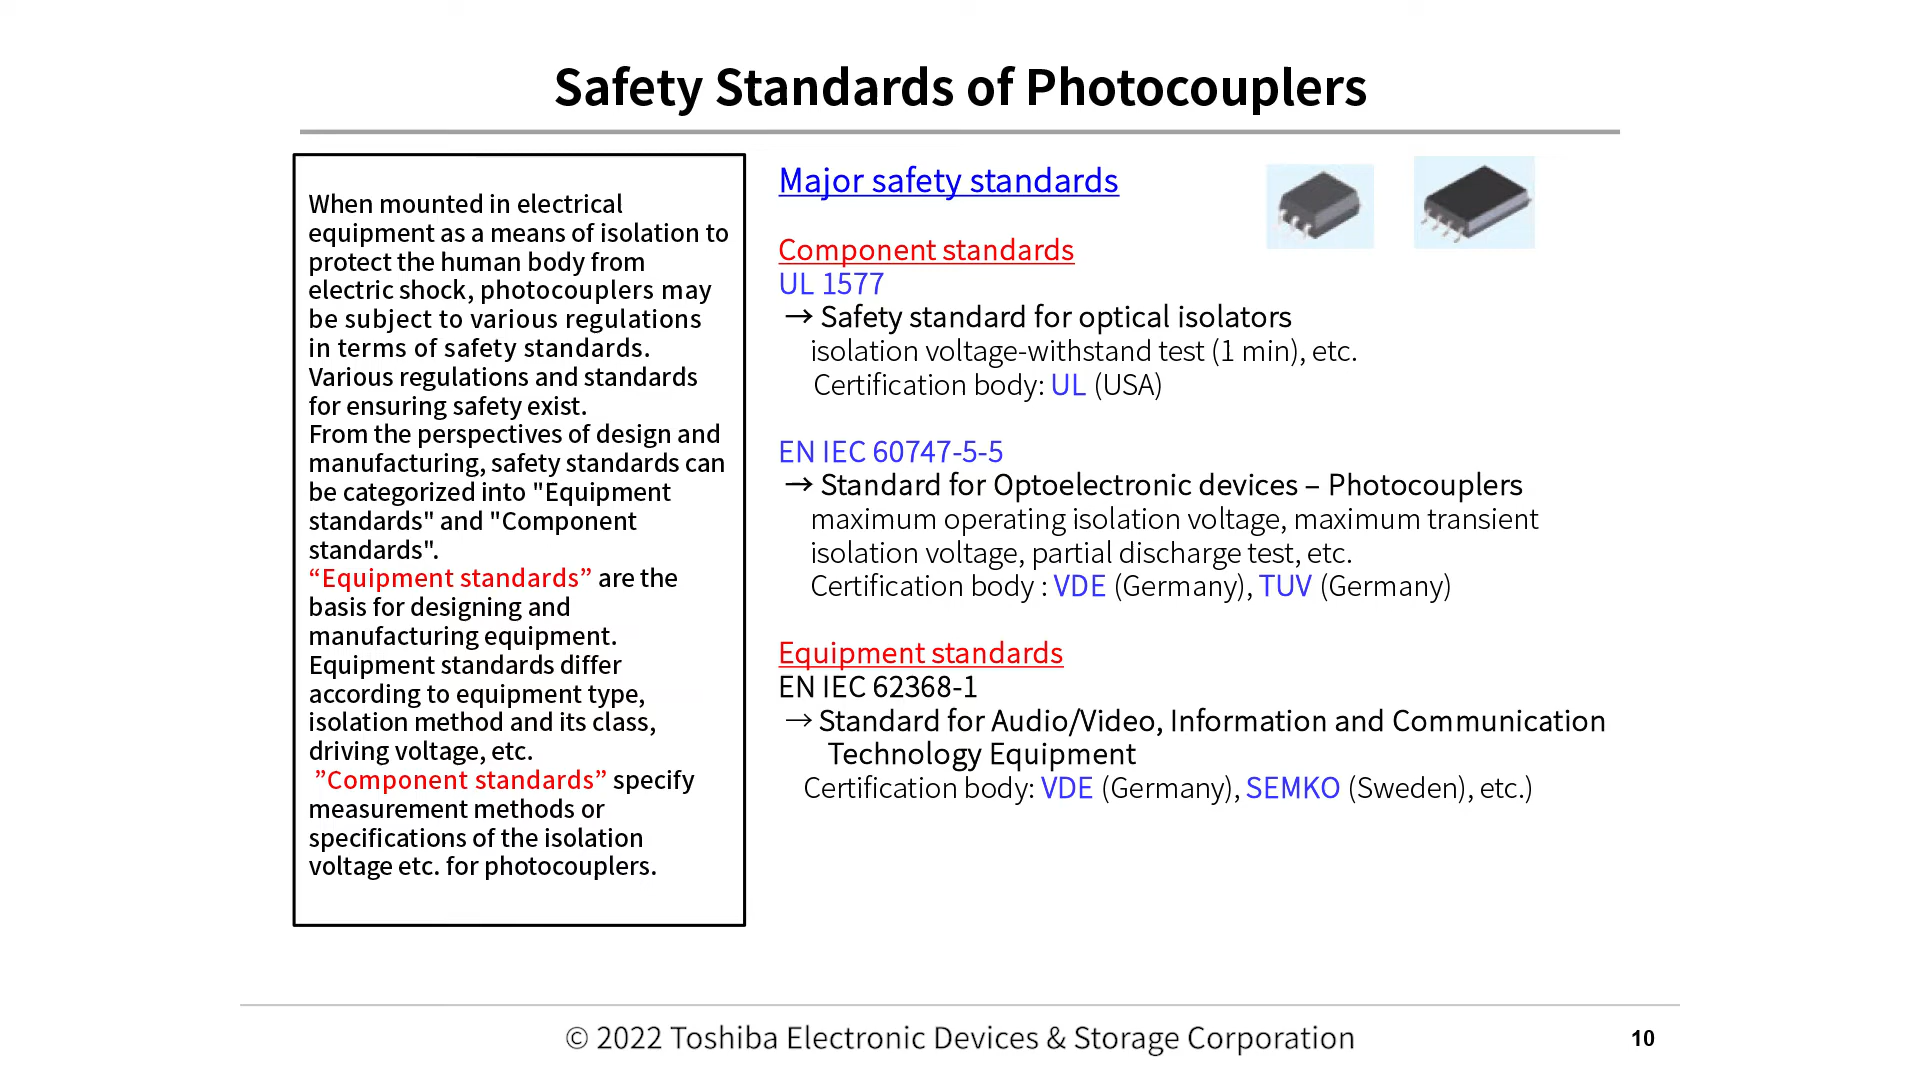 Safety Standards of Photocouplers
When mounted in electrical
equipment as a means of isolation to
protect the human body from
electric shock, photocouplers may
be subject to various regulations
in terms of safety standards.
Various regulations and standards
for ensuring safety exist.
From the perspectives of design and
manufacturing, safety standards can
be categorized into "Equipment
standards" and "Component
standards".
“Equipment standards” are the
basis for designing and
manufacturing equipment.
Equipment standards differ
according to equipment type,
isolation method and its class,
driving voltage, etc.
”Component standards” specify
measurement methods or
specifications of the isolation
voltage etc. for photocouplers.
Major safety standards
Component standards
UL 1577
→ Safety standard for optical isolators
isolation voltage-withstand test (1 min), etc.
Certification body: UL (USA)
EN IEC 60747-5-5
→ Standard for Optoelectronic devices – Photocouplers
maximum operating isolation voltage, maximum transient
isolation voltage, partial discharge test, etc.
Certification body : VDE (Germany), TUV (Germany)
Equipment standards
EN IEC 62368-1
→ Standard for Audio/Video, Information and Communication
Technology Equipment
Certification body: VDE (Germany), SEMKO (Sweden), etc.)
© 2022 Toshiba Electronic Devices & Storage Corporation
10